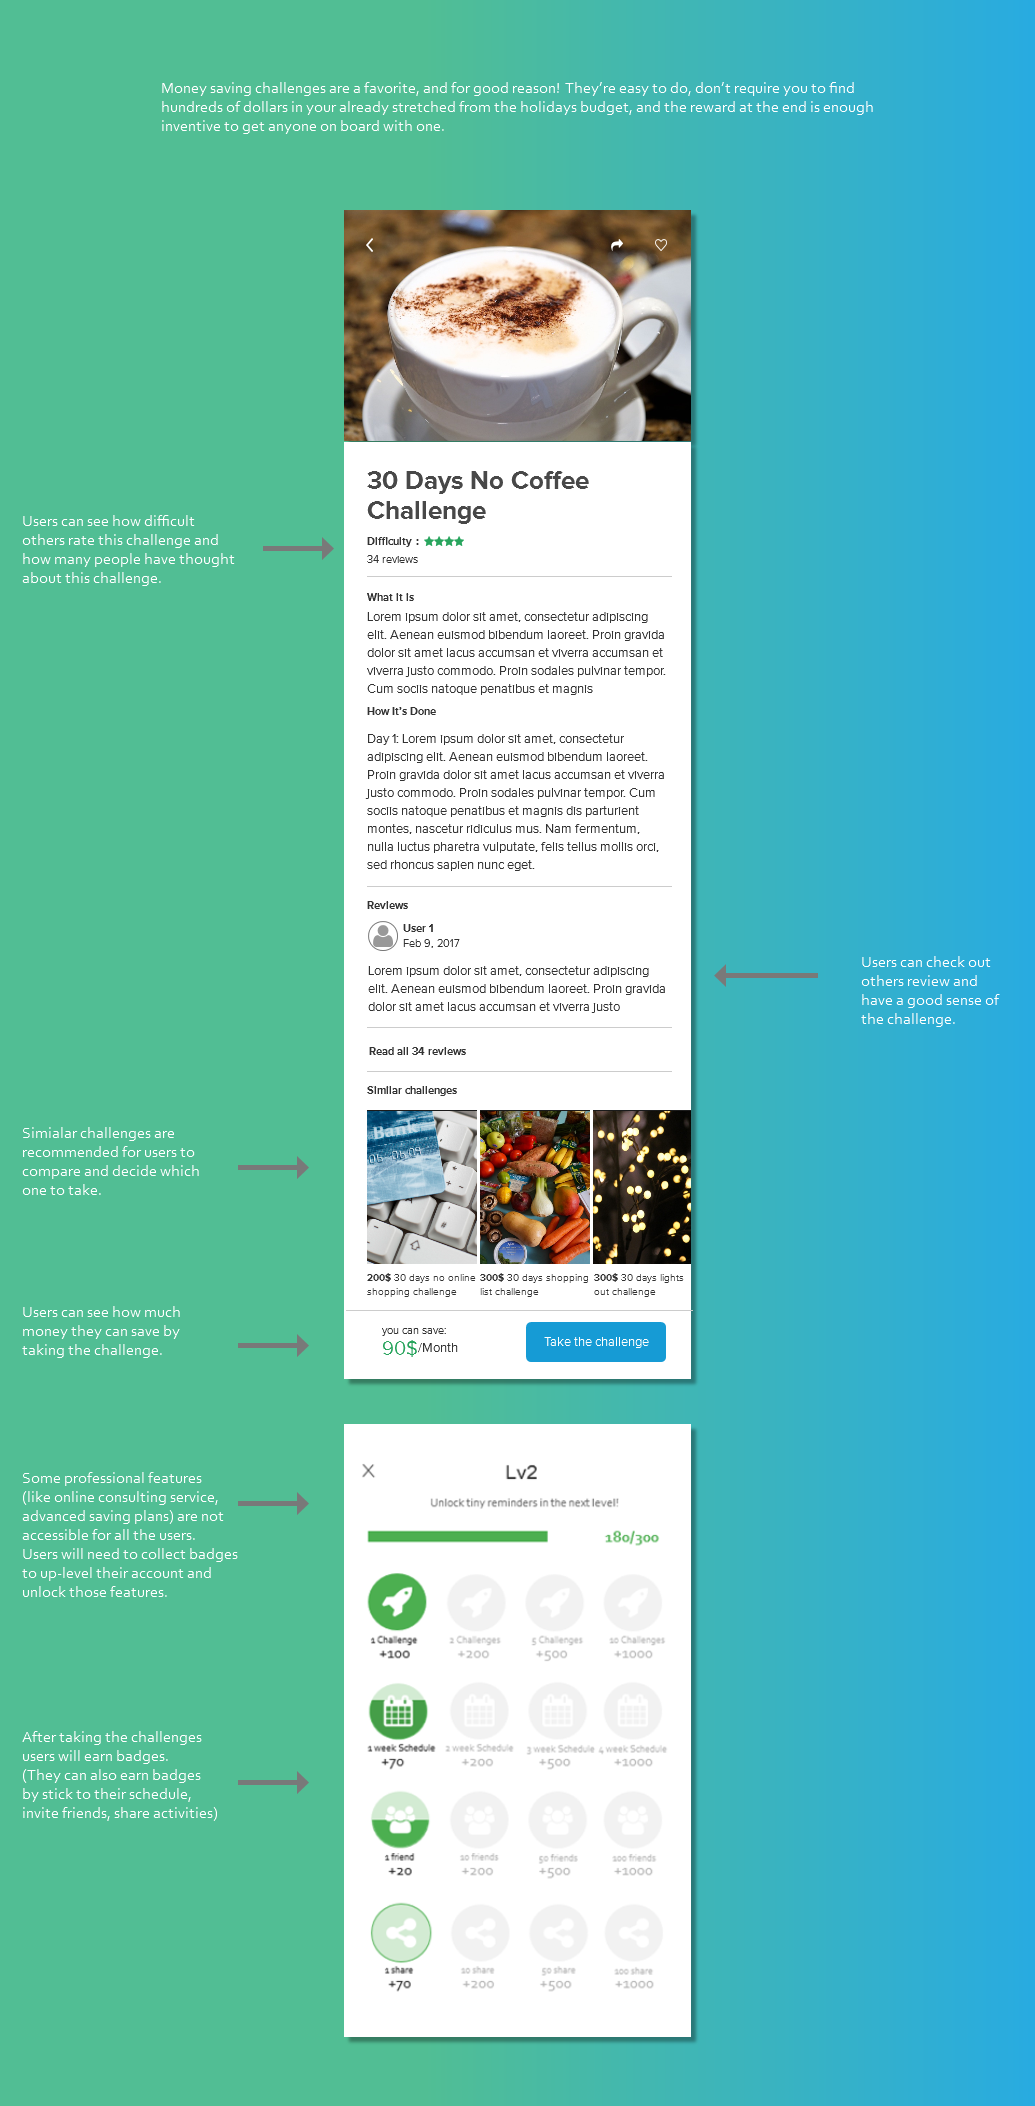 Money saving challenges are a favorite, and for good reason! They're easy to do, don't require you to find
hundreds of dollars in your already stretched from the holidays budget, and the reward at the end is enough
inventive to get anyone on board with one.
30 Days No Coffee
Challenge
Difficulty :
34 reviews
Users can see how difficult
others rate this challenge and
how many people have thought
about this challenge.
What It Is
Lorem ipsum dolor sit amet, consectetur adipiscing
elit. Aenean euismod bibendum laoreet. Proin gravida
dolor sit amet lacus accumsan et viverra accumsan et
viverra justo commodo. Proin sodales pulvinar tempor.
Cum sociis natoque penatibus et magnis
How It's Done
Day 1: Lorem ipsum dolor sit amet, consectetur
adipiscing elit. Aenean euismod bibendum laoreet.
Proin gravida dolor sit amet lacus accumsan et viverra
justo commodo. Proin sodales pulvinar tempor. Cum
sociis natoque penatibus et magnis dis parturient
montes, nascetur ridiculus mus. Nam fermentum,
nulla luctus pharetra vulputate, felis tellus mollis orci,
sed rhoncus sapien nunc eget.
Reviews
User 1
Feb 9, 2017
Lorem ipsum dolor sit amet, consectetur adipiscing
elit. Aenean euismod bibendum laoreet. Proin gravida
dolor sit amet lacus accumsan et viverra justo
Users can check out
others review and
have a good sense of
the challenge.
Read all 34 reviews
Similar challenges
Simialar challenges are
recommended for users to
compare and decide which
one to take.
Bank
200$ 30 days no online
shopping challenge
300$ 30 days shopping
list challenge
300$ 30 days lights
out challenge
Users can see how much
money they can save by
taking the challenge.
you can save:
90$/Month
Take the challenge
Some professional features
(like online consulting service,
advanced saving plans) are not
accessible for all the users.
Users will need to collect badges
to up-level their account and
unlock those features.
X
Lv2
Unlock tiny reminders in the next level!
180/300
1 Challenge
+100
2 Challenges
+200
5 Challenges
+500
10 Challenges
+1000
After taking the challenges
users will earn badges.
(They can also earn badges
by stick to their schedule,
invite friends, share activities)
1 week Schedule
+70
2 week Schedule
+200
3 week Schedule
+500
4 week Schedule
+1000
1 friend
+20
10 friends
+200
50 friends
+500
100 friends
+1000
1 share
+70
10 share
+200
50 share
+500
100 share
+1000